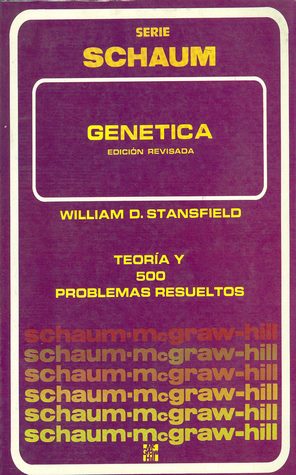 SERIE
SCHAUM
GENETICA
EDICIÓN REVISADA
WILLIAM D. STANSFIELD
TEORÍA Y
500
PROBLEMAS RESUELTOS
schaum·mcgraw-hill
schaum·mcgraw-hill
schaum·mcgraw-hill
schaum·mcgraw-hill
schaum·mcgraw-hill
schaum·mcgraw-hill